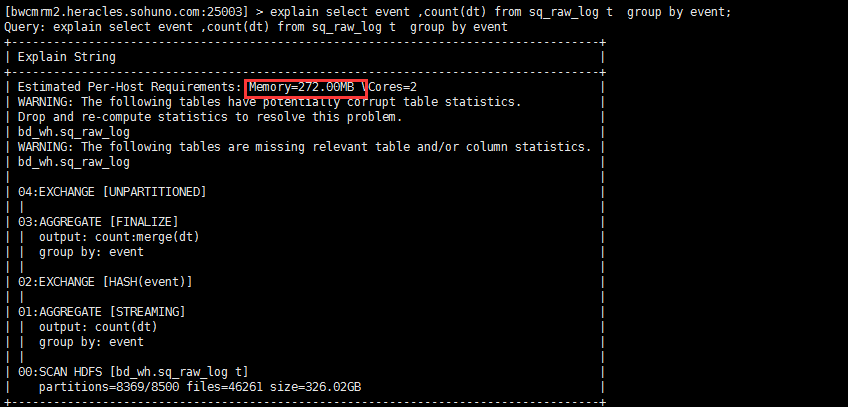 [bwcmrm2.heracles.sohuno.com:25003] > explain select event ,count(dt) from sq_raw_log t  group by event;
Query: explain select event ,count(dt) from sq_raw_log t  group by event
+------------------------------------------------------------------------------------+
| Explain String                                                                     |
+------------------------------------------------------------------------------------+
| Estimated Per-Host Requirements: Memory=272.00MB VCores=2                          |
| WARNING: The following tables have potentially corrupt table statistics.           |
| Drop and re-compute statistics to resolve this problem.                            |
| bd_wh.sq_raw_log                                                                   |
| WARNING: The following tables are missing relevant table and/or column statistics. |
| bd_wh.sq_raw_log                                                                   |
|                                                                                    |
| 04:EXCHANGE [UNPARTITIONED]                                                        |
| |                                                                                  |
| 03:AGGREGATE [FINALIZE]                                                            |
| |  output: count:merge(dt)                                                         |
| |  group by: event                                                                 |
| |                                                                                  |
| 02:EXCHANGE [HASH(event)]                                                          |
| |                                                                                  |
| 01:AGGREGATE [STREAMING]                                                           |
| |  output: count(dt)                                                               |
| |  group by: event                                                                 |
| |                                                                                  |
| 00:SCAN HDFS [bd_wh.sq_raw_log t]                                                  |
|    partitions=8369/8500 files=46261 size=326.02GB                                  |
+------------------------------------------------------------------------------------+